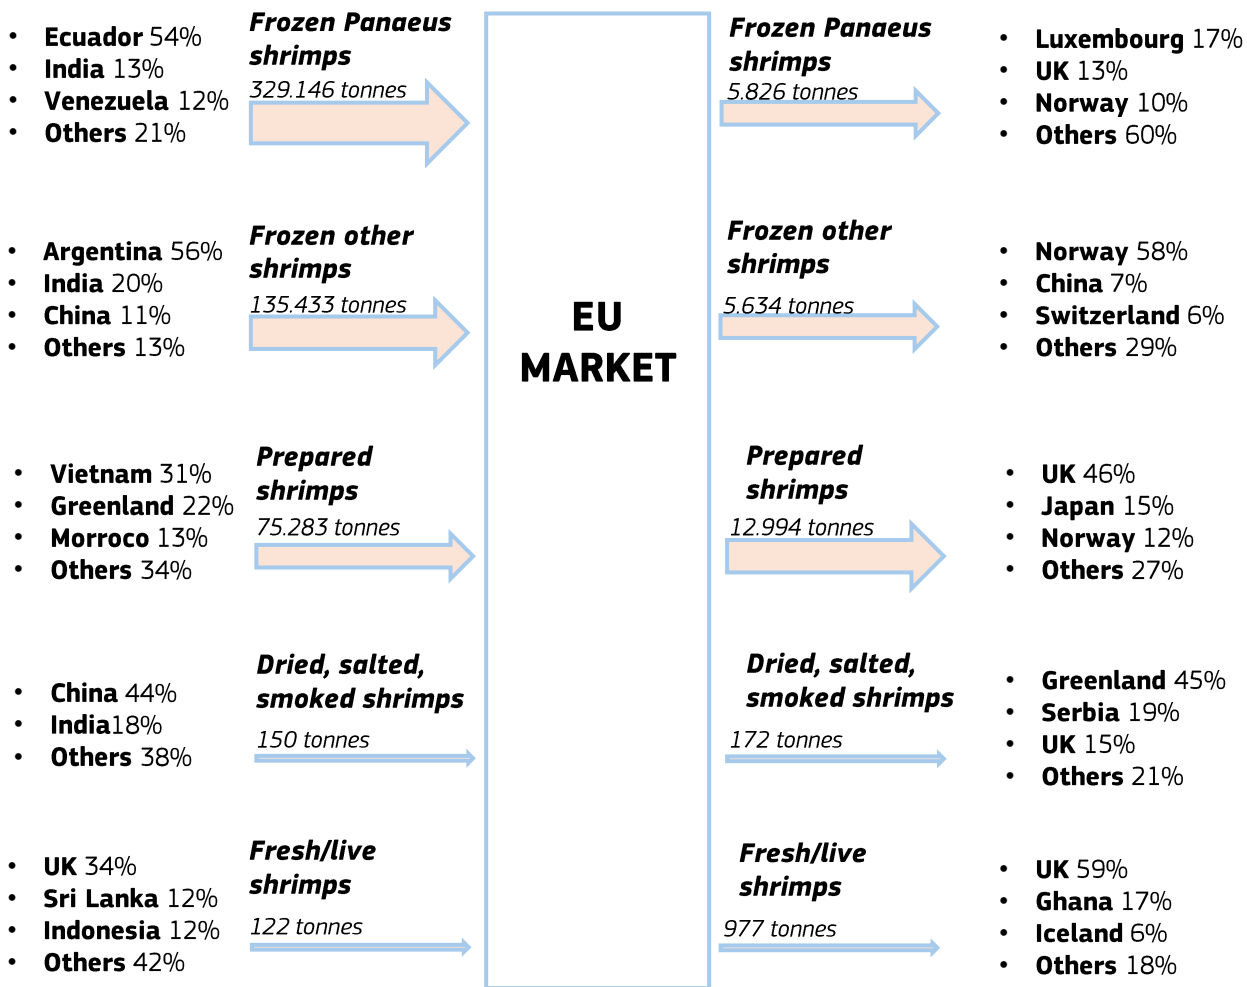 • Ecuador 54%
• India 13%
• Venezuela 12%
• Others 21%
Frozen Panaeus
shrimps
329.146 tonnes
Frozen Panaeus
shrimps
5.826 tonnes
• Luxembourg 17%
• UK 13%
• Norway 10%
• Others 60%
• Argentina 56%
• India 20%
• China 11%
• Others 13%
Frozen other
shrimps
135.433 tonnes
EU
MARKET
Frozen other
shrimps
5.634 tonnes
• Norway 58%
• China 7%
• Switzerland 6%
• Others 29%
• Vietnam 31%
• Greenland 22%
• Morroco 13%
• Others 34%
Prepared
shrimps
75.283 tonnes
Prepared
shrimps
12.994 tonnes
• UK 46%
• Japan 15%
• Norway 12%
• Others 27%
• China 44%
• India18%
• Others 38%
Dried, salted,
smoked shrimps
150 tonnes
Dried, salted,
smoked shrimps
172 tonnes
• Greenland 45%
• Serbia 19%
• UK 15%
• Others 21%
• UK 34%
• Sri Lanka 12%
• Indonesia 12%
• Others 42%
Fresh/live
shrimps
122 tonnes
Fresh/live
shrimps
977 tonnes
• UK 59%
• Ghana 17%
• Iceland 6%
• Others 18%